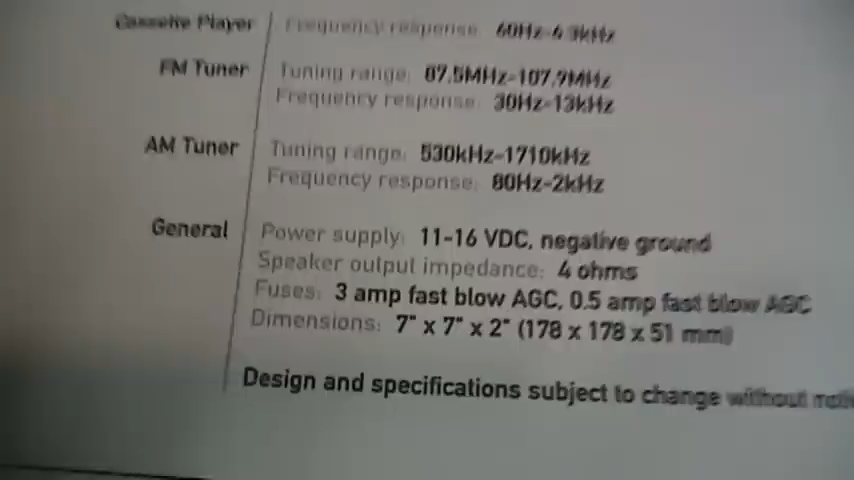 Cassette Player Frequency response: 60Hz-6.3kHz
FM Tuner Tuning range: 87.5MHz-107.9MHz
Frequency response: 30Hz-13kHz
AM Tuner Tuning range: 530kHz-1710kHz
Frequency response: 80Hz-2kHz
General Power supply: 11-16 VDC, negative ground
Speaker output impedance: 4 ohms
Fuses: 3 amp fast blow AGC, 0.5 amp fast blow AGC
Dimensions: 7" x 7" x 2" (178 x 178 x 51 mm)
Design and specifications subject to change without